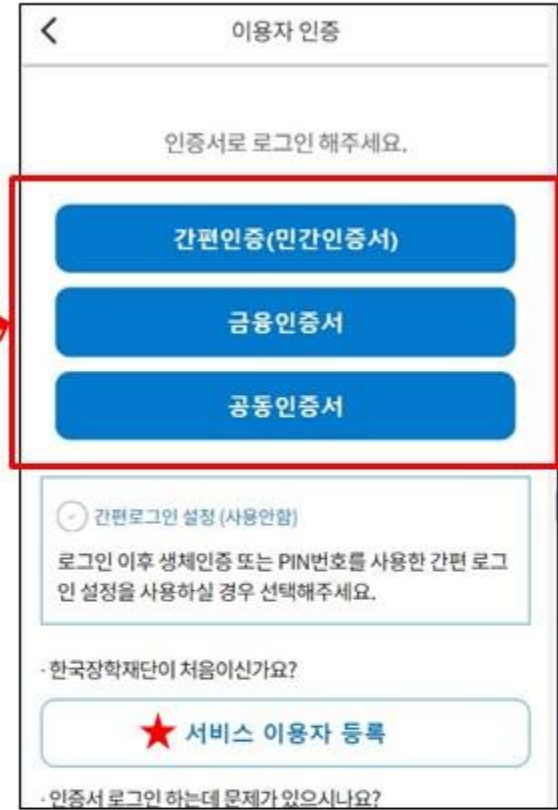 이용자 인증
인증서로 로그인 해주세요.
간편인증(민간인증서)
금융인증서
공동인증서
간편로그인 설정 (사용안함)
로그인 이후 생체인증 또는 PIN번호를 사용한 간편 로그
인 설정을 사용하실 경우 선택해주세요.
· 한국장학재단이 처음이신가요?
서비스 이용자 등록
· 인증서 로그인 하는데 문제가 있으시나요?